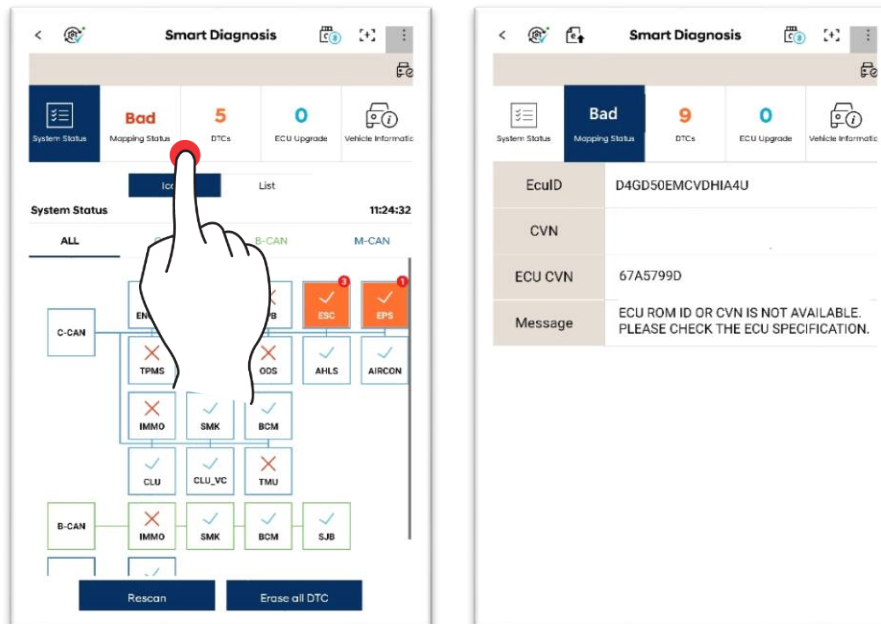 Smart Diagnosis
Bad
5
0
System Status
Mapping Status
DTCs
ECU Upgrade
Vehicle Informatic
List
System Status
11:24:32
ALL
B-CAN
M-CAN
3
1
ESC
EPS
C-CAN
TPMS
AHLS
AIRCON
IMMO
SMK
BCM
CLU
CLU_VC
TMU
B-CAN
IMMO
SMK
BCM
SJB
Rescan
Erase all DTC
Smart Diagnosis
Bad
9
0
System Status
Mapping Status
DTCs
ECU Upgrade
Vehicle Informatic
EcuID
D4GD50EMCVDHIA4U
CVN
ECU CVN
67A5799D
Message
ECU ROM ID OR CVN IS NOT AVAILABLE.
PLEASE CHECK THE ECU SPECIFICATION.